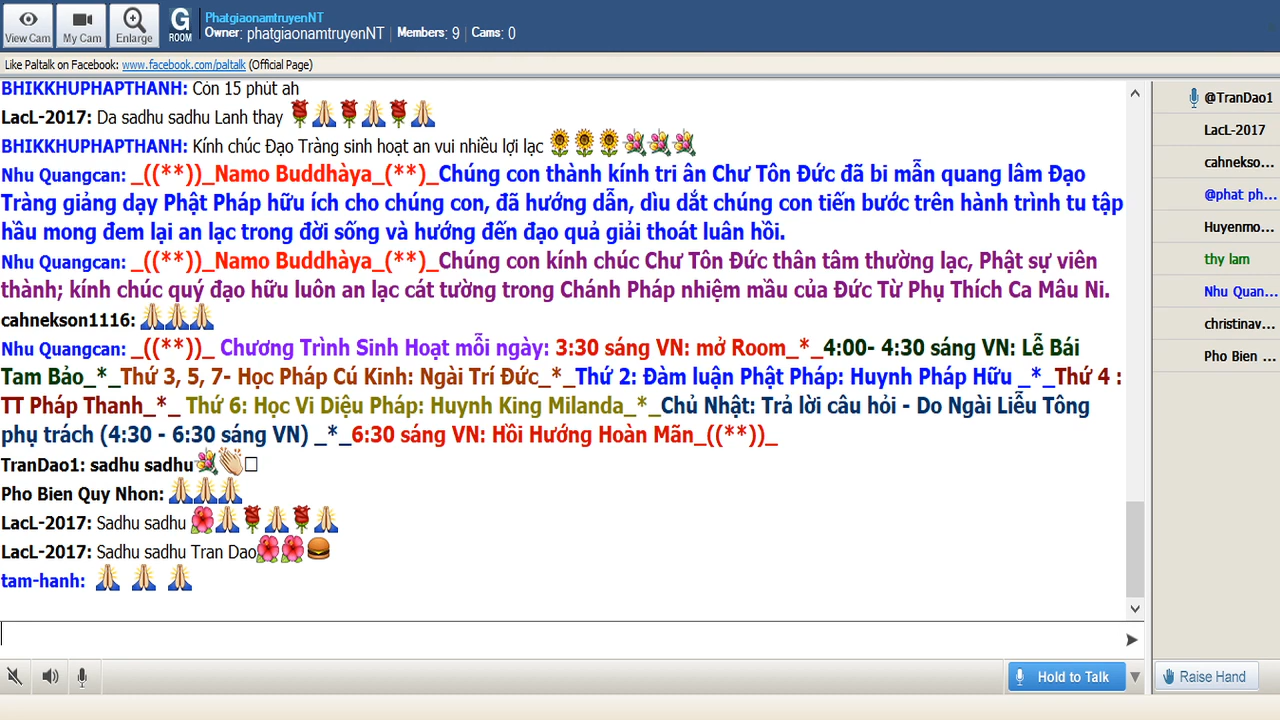 View Cam
My Cam
Enlarge
G
ROOM
PhatgiaonamtruyenNT
Owner: phatgiaonamtruyenNT | Members: 9 | Cams: 0
Like Paltalk on Facebook: www.facebook.com/paltalk (Official Page)
BHIKKHUPHAPTHANH: Còn 15 phút ah
LacL-2017: Da sadhu sadhu Lanh thay
BHIKKHUPHAPTHANH: Kính chúc Đạo Tràng sinh hoạt an vui nhiều lợi lạc
Nhu Quangcan: _((**))_Namo Buddhàya_(**)_Chúng con thành kính tri ân Chư Tôn Đức đã bi mẫn quang lâm Đạo
Tràng giảng dạy Phật Pháp hữu ích cho chúng con, đã hướng dẫn, dìu dắt chúng con tiến bước trên hành trình tu tập
hầu mong đem lại an lạc trong đời sống và hướng đến đạo quả giải thoát luân hồi.
Nhu Quangcan: _((**))_Namo Buddhàya_(**)_Chúng con kính chúc Chư Tôn Đức thân tâm thường lạc, Phật sự viên
thành; kính chúc quý đạo hữu luôn an lạc cát tường trong Chánh Pháp nhiệm mầu của Đức Từ Phụ Thích Ca Mâu Ni.
cahnekson1116:
Nhu Quangcan: _((**))_ Chương Trình Sinh Hoạt mỗi ngày: 3:30 sáng VN: mở Room_*_4:00- 4:30 sáng VN: Lễ Bái
Tam Bảo_*_Thứ 3, 5, 7- Học Pháp Cú Kinh: Ngài Trí Đức_*_Thứ 2: Đàm luận Phật Pháp: Huynh Pháp Hữu _*_Thứ 4 :
TT Pháp Thanh_*_ Thứ 6: Học Vi Diệu Pháp: Huynh King Milanda_*_Chủ Nhật: Trả lời câu hỏi - Do Ngài Liễu Tông
phụ trách (4:30 - 6:30 sáng VN) _*_6:30 sáng VN: Hồi Hướng Hoàn Mãn_((**))_
TranDao1: sadhu sadhu
Pho Bien Quy Nhon:
LacL-2017: Sadhu sadhu
LacL-2017: Sadhu sadhu Tran Dao
tam-hanh:
Hold to Talk
@TranDao1
LacL-2017
cahnekso...
@phat ph...
Huyenmo...
thy lam
Nhu Quan...
christinav...
Pho Bien ...
Raise Hand